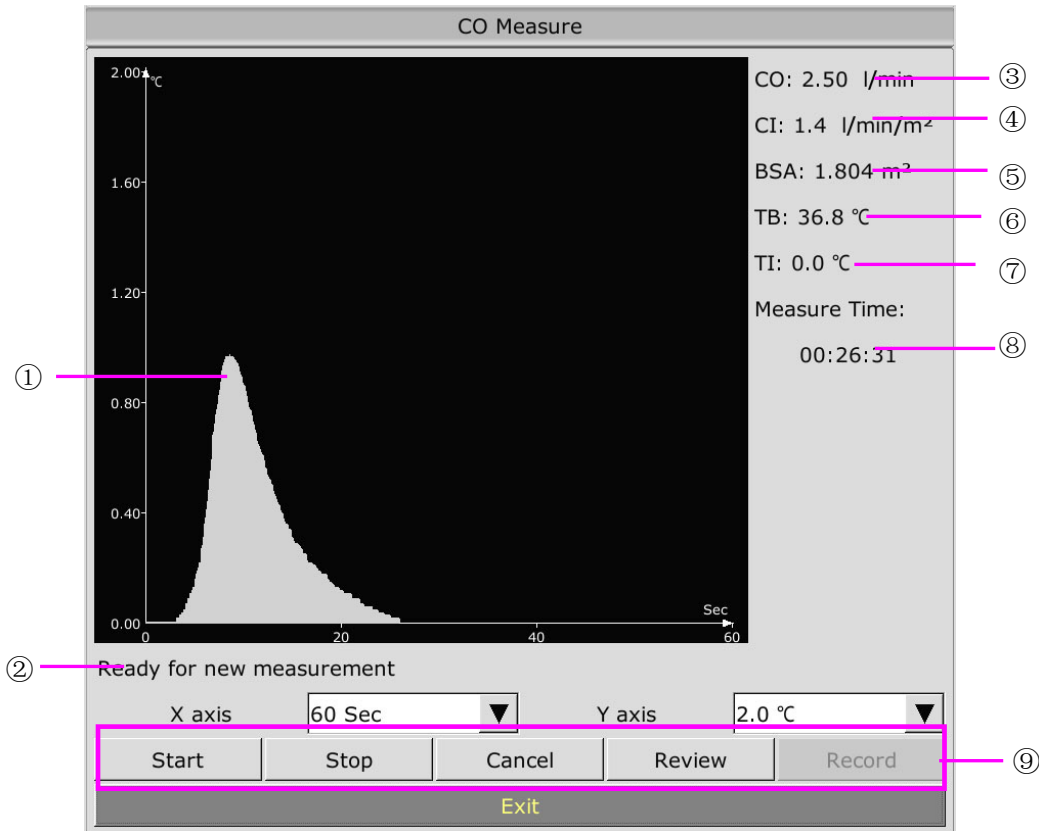 CO Measure
2.00 ℃
1.60
1.20
0.80
0.40
0.00
0 20 40 60
Sec
CO: 2.50 l/min
CI: 1.4 l/min/m²
BSA: 1.804 m²
TB: 36.8 ℃
TI: 0.0 ℃
Measure Time:
00:26:31
①
②
③
④
⑤
⑥
⑦
⑧
Ready for new measurement
X axis 60 Sec ▼ Y axis 2.0 ℃ ▼
Start Stop Cancel Review Record
⑨
Exit